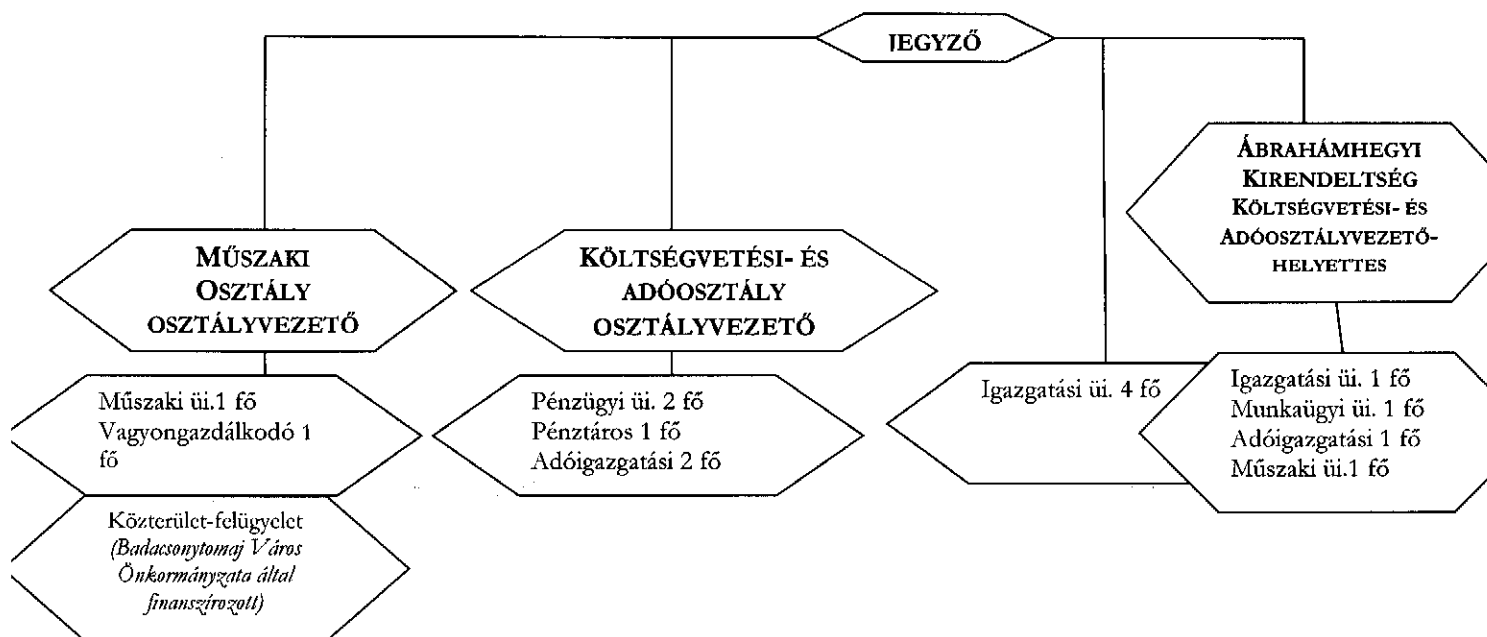 JEGYZŐ
MŰSZAKI
OSZTÁLY
OSZTÁLYVEZETŐ
KÖLTSÉGVETÉSI- ÉS
ADÓOSZTÁLY
OSZTÁLYVEZETŐ
ÁBRAHÁMHEGYI
KIRENDELTSÉG
KÖLTSÉGVETÉSI- ÉS
ADÓOSZTÁLYVEZETŐ-
HELYETTES
Műszaki üi.1 fő
Vagyongazdálkodó 1
fő
Közterület-felügyelet
(Badacsonytomaj Város
Önkormányzata által
finanszírozott)
Pénzügyi üi. 2 fő
Pénztáros 1 fő
Adóigazgatási 2 fő
Igazgatási üi. 4 fő
Igazgatási üi. 1 fő
Munkaügyi üi. 1 fő
Adóigazgatási 1 fő
Műszaki üi.1 fő